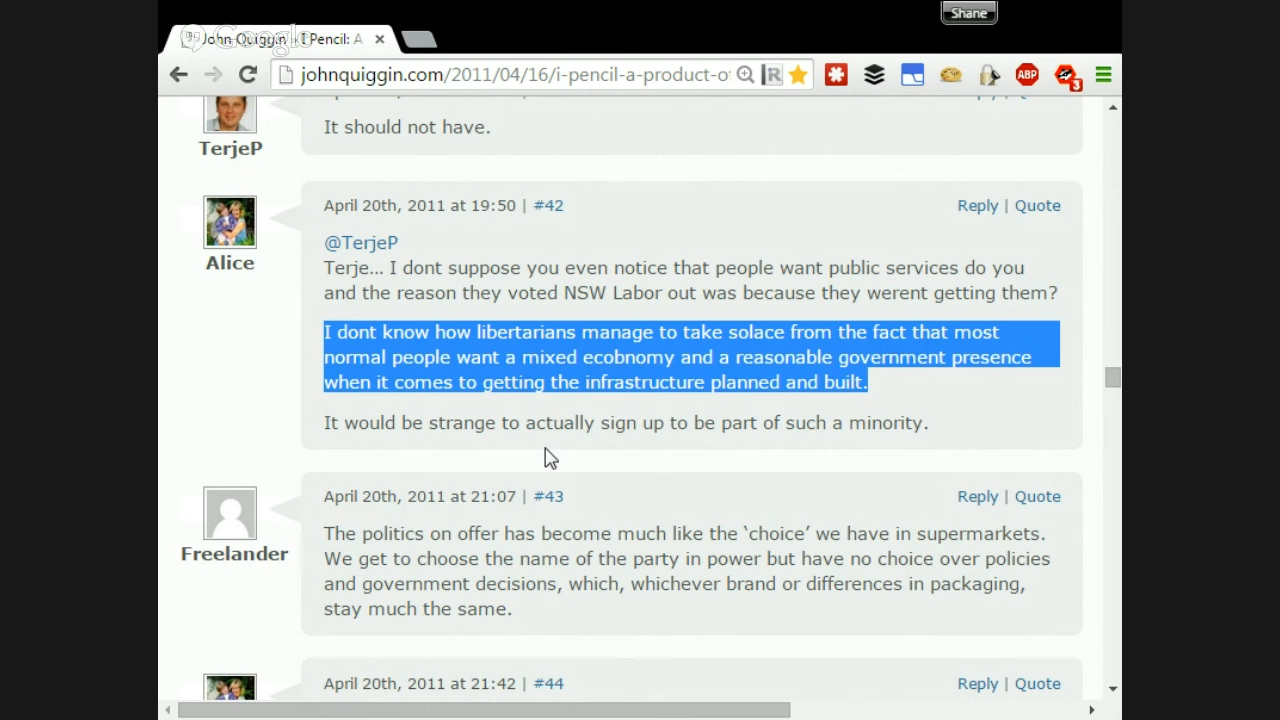 Shane
John Quiggin » I Pencil: A
Google
johnquiggin.com/2011/04/16/i-pencil-a-product-o
ABP
3
It should not have.
TerjeP
April 20th, 2011 at 19:50 | #42
Reply | Quote
@TerjeP
Alice
Terje... I dont suppose you even notice that people want public services do you
and the reason they voted NSW Labor out was because they werent getting them?
I dont know how libertarians manage to take solace from the fact that most
normal people want a mixed ecobnomy and a reasonable government presence
when it comes to getting the infrastructure planned and built.
It would be strange to actually sign up to be part of such a minority.
April 20th, 2011 at 21:07 | #43
Reply | Quote
Freelander
The politics on offer has become much like the ‘choice’ we have in supermarkets.
We get to choose the name of the party in power but have no choice over policies
and government decisions, which, whichever brand or differences in packaging,
stay much the same.
April 20th, 2011 at 21:42 | #44
Reply | Quote